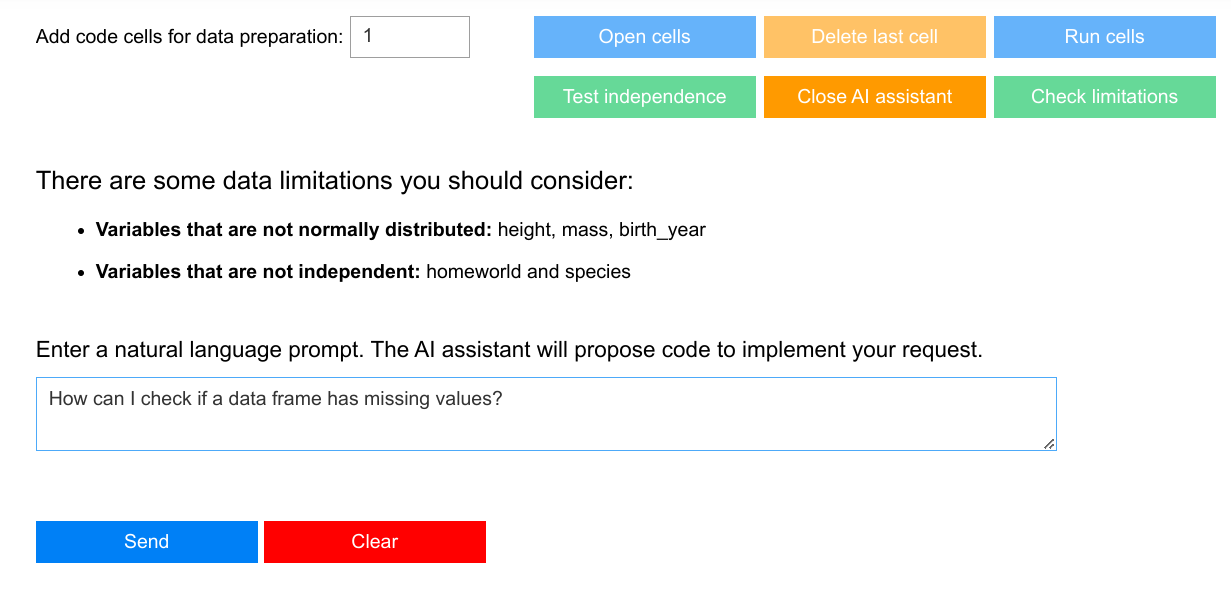 Add code cells for data preparation: 1 Open cells Delete last cell Run cells
Test independence Close AI assistant Check limitations
There are some data limitations you should consider:
• Variables that are not normally distributed: height, mass, birth_year
• Variables that are not independent: homeworld and species
Enter a natural language prompt. The AI assistant will propose code to implement your request.
How can I check if a data frame has missing values?
Send Clear